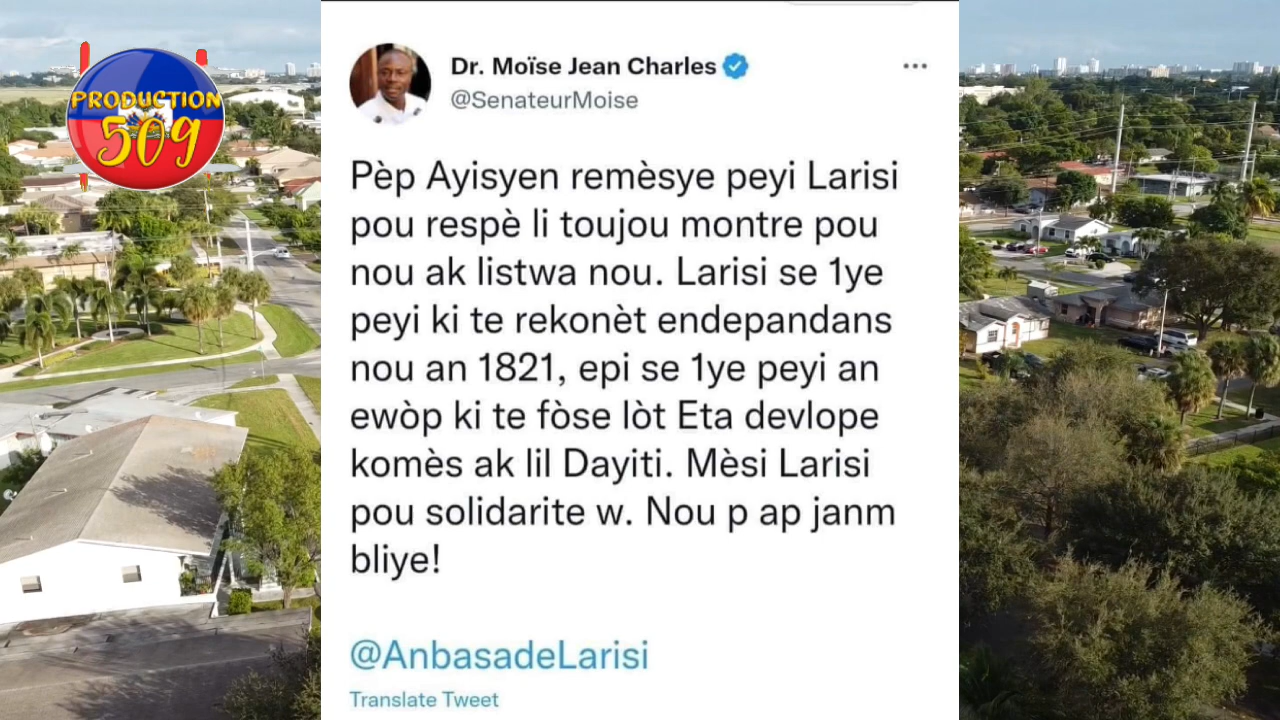 PRODUCTION
509
Dr. Moïse Jean Charles
@SenateurMoise
Pèp Ayisyen remèsye peyi Larisi
pou respè li toujou montre pou
nou ak listwa nou. Larisi se 1ye
peyi ki te rekonèt endepandans
nou an 1821, epi se 1ye peyi an
ewòp ki te fòse lòt Eta devlope
komès ak lil Dayiti. Mèsi Larisi
pou solidarite w. Nou p ap janm
bliye!
@AnbasadeLarisi
Translate Tweet